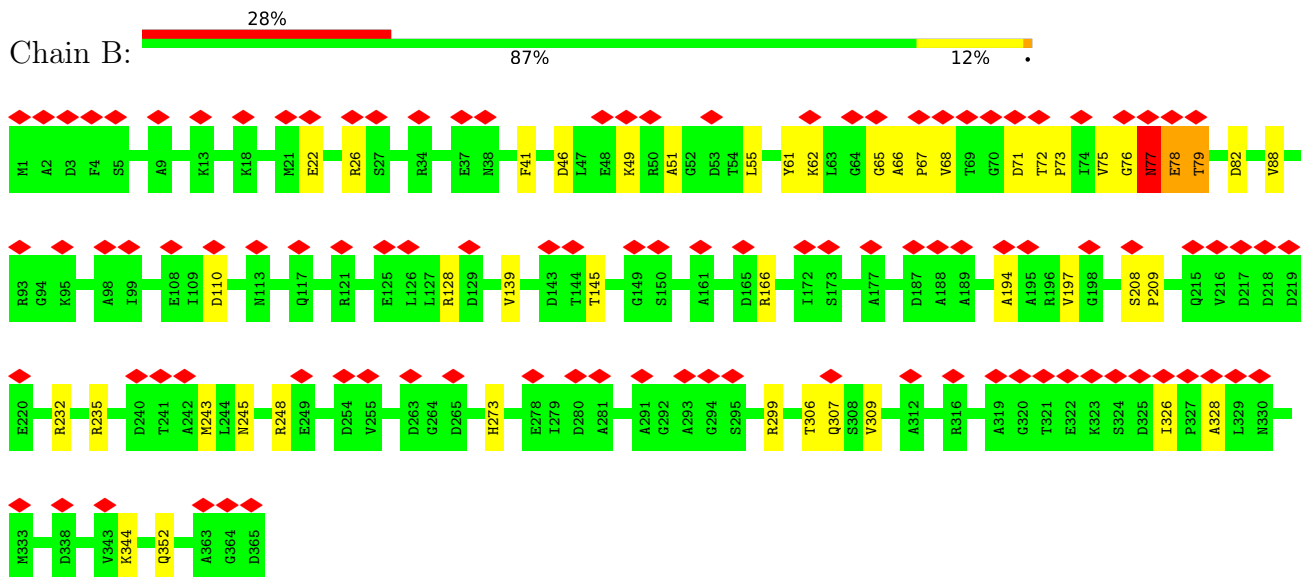 28%
Chain B:
87% 12% •
M1 A2 D3 F4 S5 A9 K13 K18 M21 E22 R26 S27 R34 E37 N38 F41 D46 L47 E48 K49 R50 A51 G52 D53 T54 L55 Y61 K62 L63 G64 G65 A66 P67 V68 T69 G70 D71 T72 P73 I74 V75 G76 N77 E78 T79 D82 V88
R93 G94 K95 A98 I99 E108 I109 D110 N113 Q117 R121 E125 L126 L127 R128 D129 V139 D143 T144 T145 G149 S150 A161 D165 R166 I172 S173 A177 D187 A188 A189 A194 A195 R196 V197 G198 S208 P209 Q215 V216 D217 D218 D219
E220 R232 R235 D240 T241 A242 M243 L244 N245 R248 E249 D254 V255 D263 G264 D265 H273 E278 I279 D280 A281 A291 G292 A293 G294 S295 R299 T306 Q307 S308 V309 A312 R316 A319 G320 T321 E322 K323 S324 D325 I326 P327 A328 L329 N330
M333 D338 V343 K344 Q352 A363 G364 D365